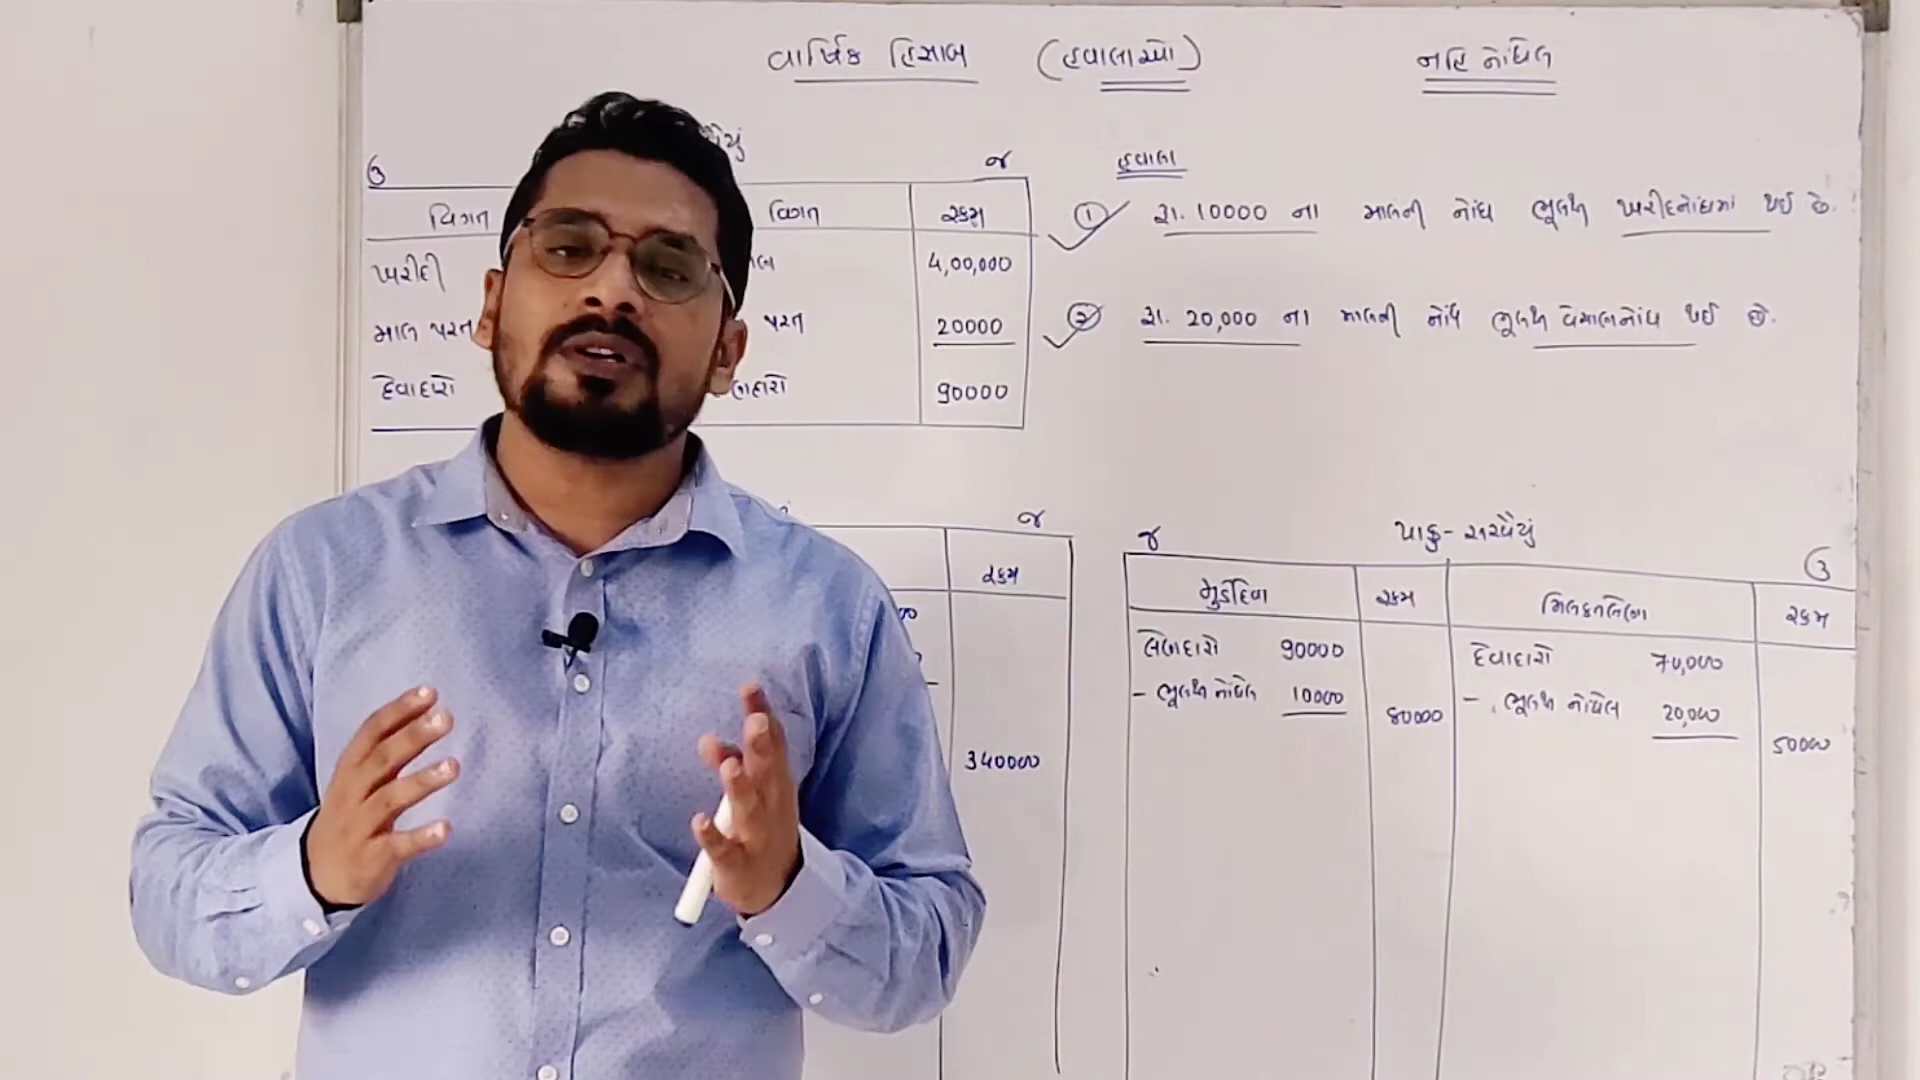 વાર્ષિક હિસાબ (હવાલાઓ) નહિ નોંધેલ
ઉ જ
વિગત વિગત રકમ
ખરીદી 4,00,000
માલ પરત પરત 20000
દેવાદારો 90000
હવાલા
① રૂા. 10000 ના માલની નોંધ ભૂલથી ખરીદનોંધમાં થઈ છે.
② રૂા. 20,000 ના માલની નોંધ ભૂલથી વેચાણનોંધ થઈ છે.
જ
રકમ
340000
પાકુ - સરવૈયું
જ ઉ
મુડીદેવા રકમ મિલકતલેણા રકમ
લેણદારો 90000 દેવાદારો 70,000
- ભૂલથી નોંધેલ 10000 80000 - ભૂલથી નોંધેલ 20,000 50000